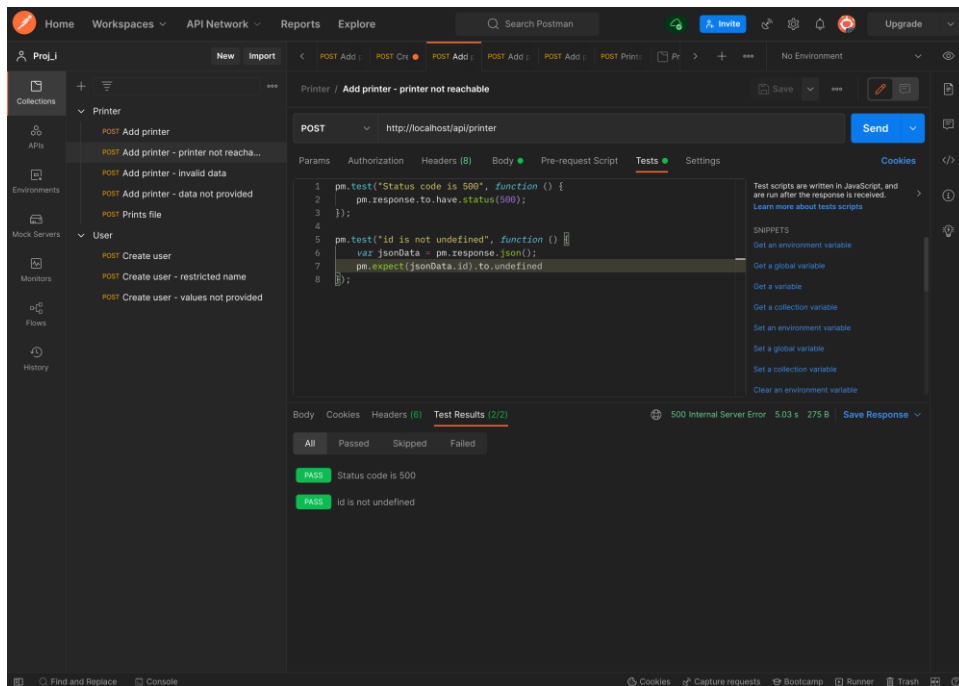 Home Workspaces API Network Reports Explore Search Postman Invite Upgrade
Proj_i New Import POST Add p POST Cre POST Add p POST Add p POST Add p POST Prints Pr No Environment
Collections
APIs
Environments
Mock Servers
Monitors
Flows
History
Printer
POST Add printer
POST Add printer - printer not reacha...
POST Add printer - invalid data
POST Add printer - data not provided
POST Prints file
User
POST Create user
POST Create user - restricted name
POST Create user - values not provided
Printer / Add printer - printer not reachable Save
POST http://localhost/api/printer Send
Params Authorization Headers (8) Body Pre-request Script Tests Settings Cookies
1 pm.test("Status code is 500", function () {
2 pm.response.to.have.status(500);
3 });
4
5 pm.test("id is not undefined", function () {
6 var jsonData = pm.response.json();
7 pm.expect(jsonData.id).to.undefined
8 });
Test scripts are written in JavaScript, and
are run after the response is received.
Learn more about tests scripts
SNIPPETS
Get an environment variable
Get a global variable
Get a variable
Get a collection variable
Set an environment variable
Set a global variable
Set a collection variable
Clear an environment variable
Body Cookies Headers (6) Test Results (2/2) 500 Internal Server Error 5.03 s 275 B Save Response
All Passed Skipped Failed
PASS Status code is 500
PASS id is not undefined
Find and Replace Console Cookies Capture requests Bootcamp Runner Trash